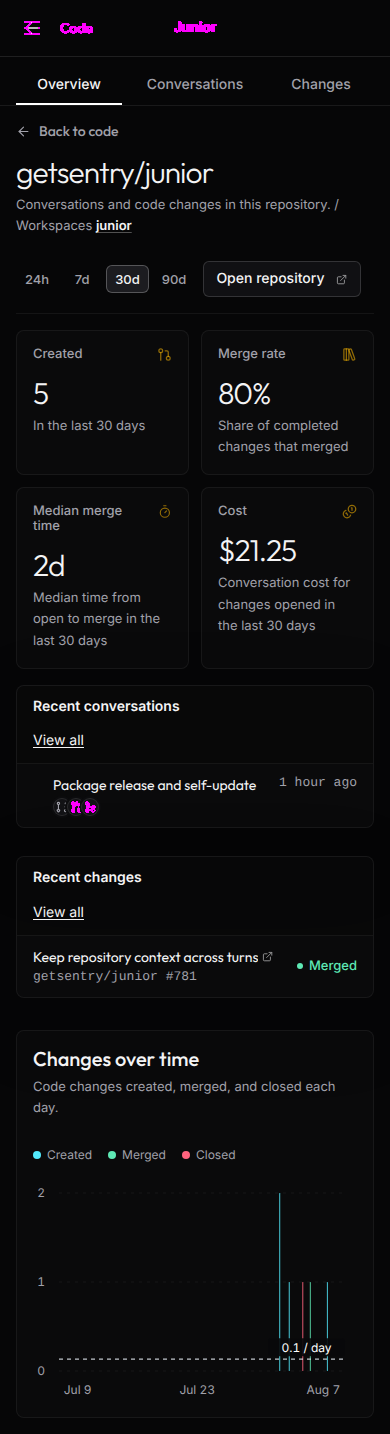 Code
Junior
Overview Conversations Changes
Back to code
getsentry/junior
Conversations and code changes in this repository. /
Workspaces junior
24h 7d 30d 90d Open repository
Created
5
In the last 30 days
Merge rate
80%
Share of completed
changes that merged
Median merge
time
2d
Median time from
open to merge in the
last 30 days
Cost
$21.25
Conversation cost for
changes opened in
the last 30 days
Recent conversations
View all
Package release and self-update 1 hour ago
Recent changes
View all
Keep repository context across turns
getsentry/junior #781
Merged
Changes over time
Code changes created, merged, and closed each
day.
Created Merged Closed
2
1
0.1 / day
0
Jul 9 Jul 23 Aug 7